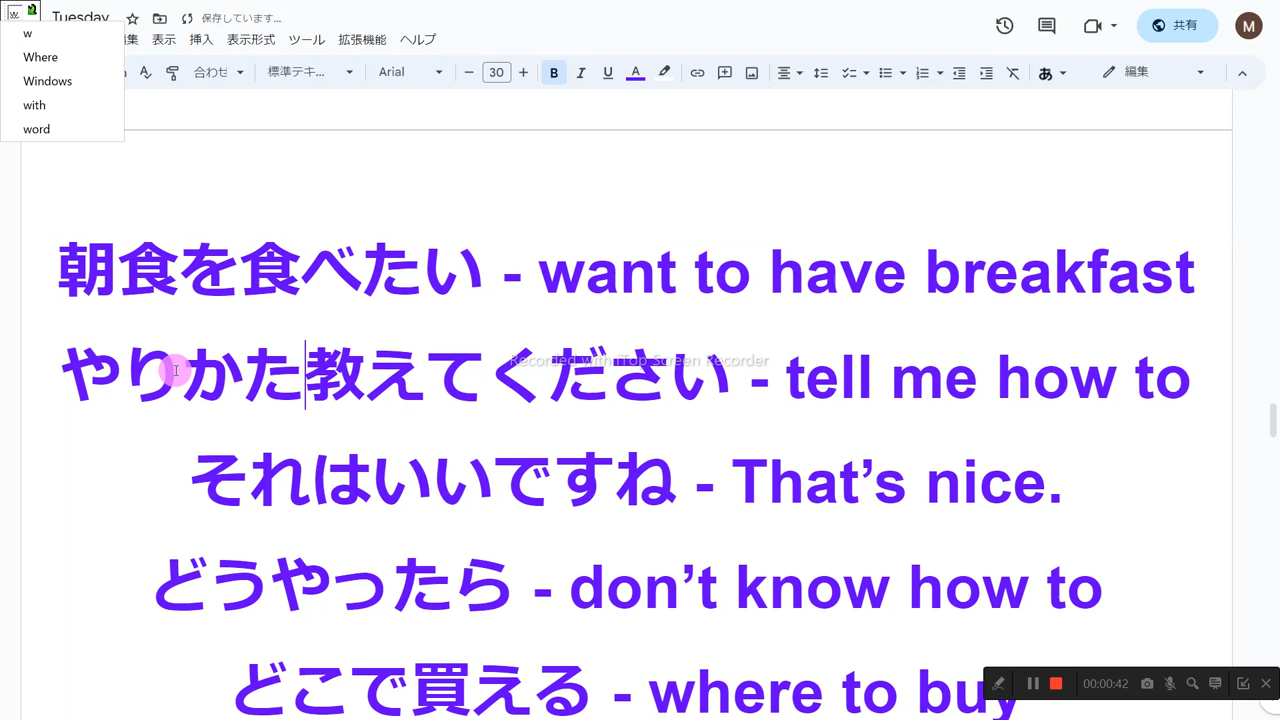 Tuesday 保存しています...
w
Where
Windows
with
word
集 表示 挿入 表示形式 ツール 拡張機能 ヘルプ
共有 M
合わせ 標準テキ... Arial − 30 + B I U A あ 編集
朝食を食べたい - want to have breakfast
やりかた教えてください - tell me how to
Recorded with iTop Screen Recorder
それはいいですね - That’s nice.
どうやったら - don’t know how to
どこで買える - where to buy
00:00:42